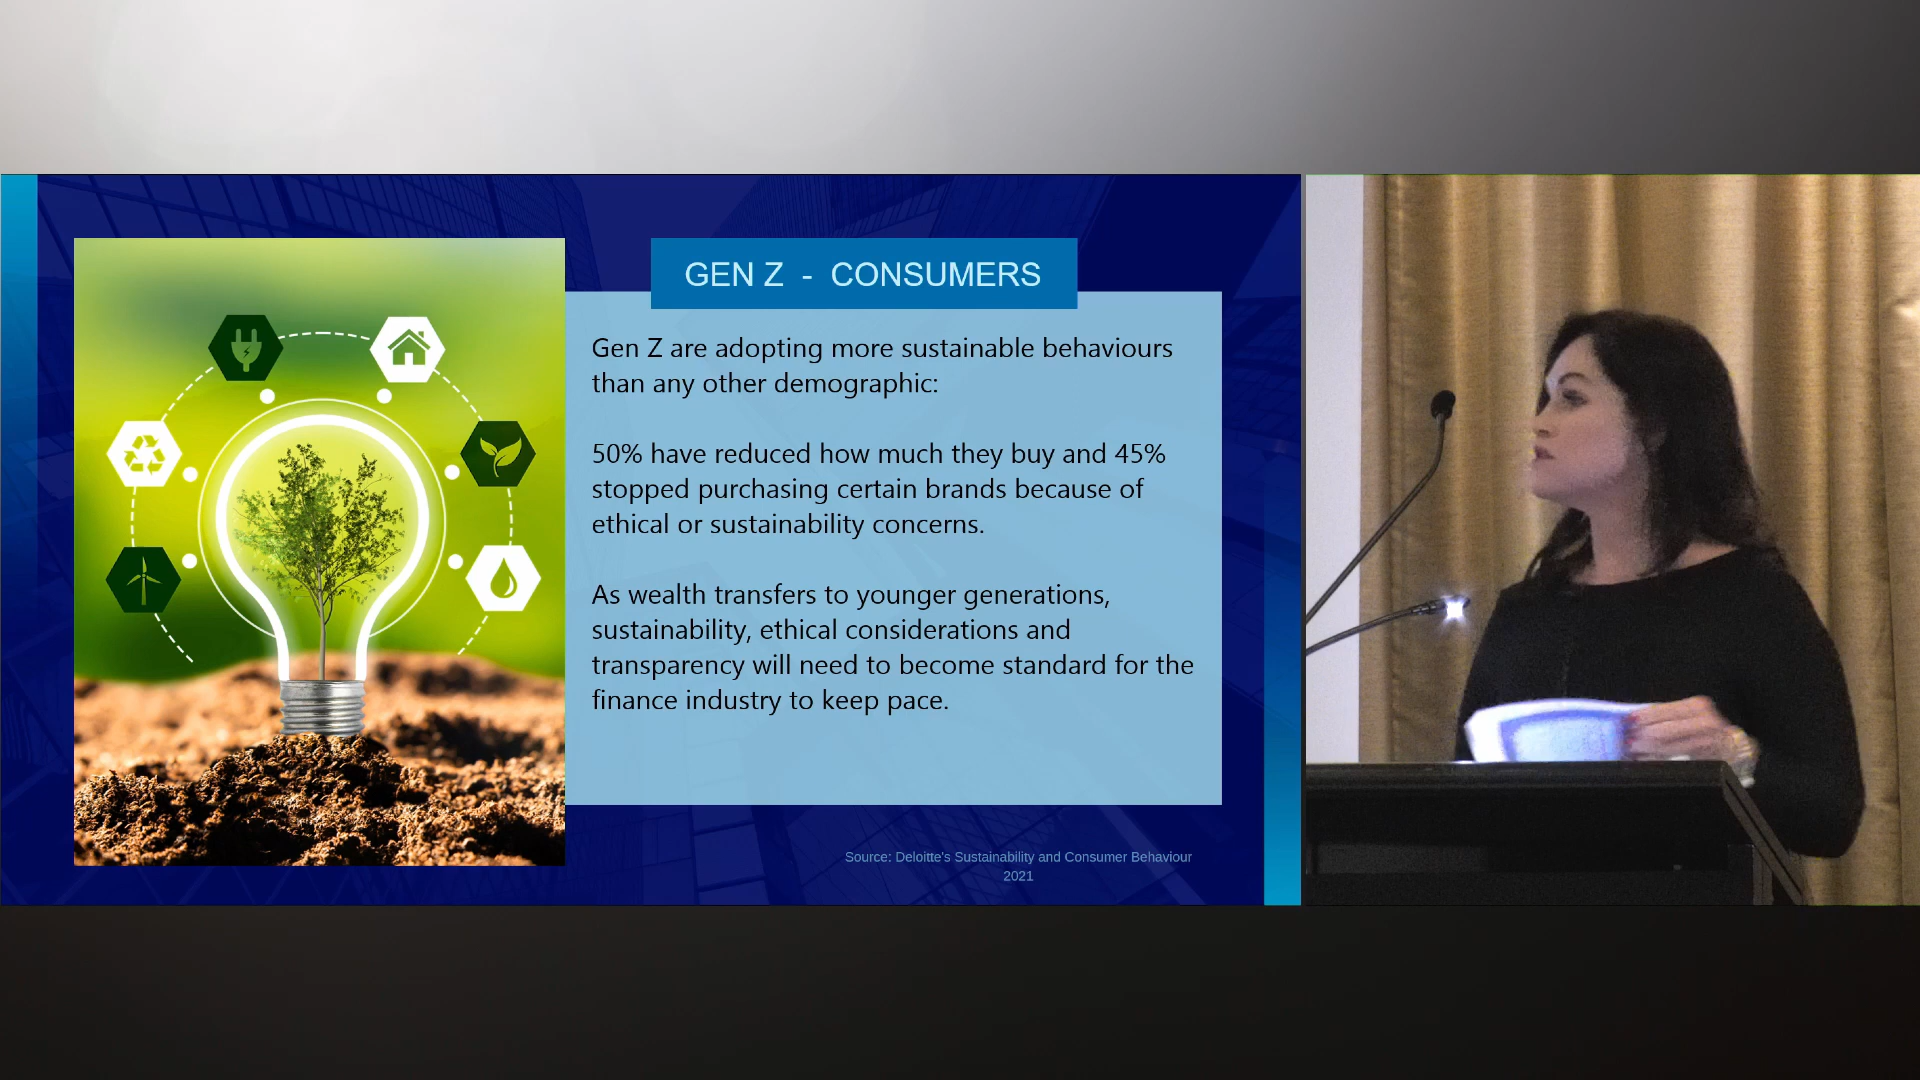 GEN Z - CONSUMERS
Gen Z are adopting more sustainable behaviours
than any other demographic:
50% have reduced how much they buy and 45%
stopped purchasing certain brands because of
ethical or sustainability concerns.
As wealth transfers to younger generations,
sustainability, ethical considerations and
transparency will need to become standard for the
finance industry to keep pace.
Source: Deloitte's Sustainability and Consumer Behaviour
2021